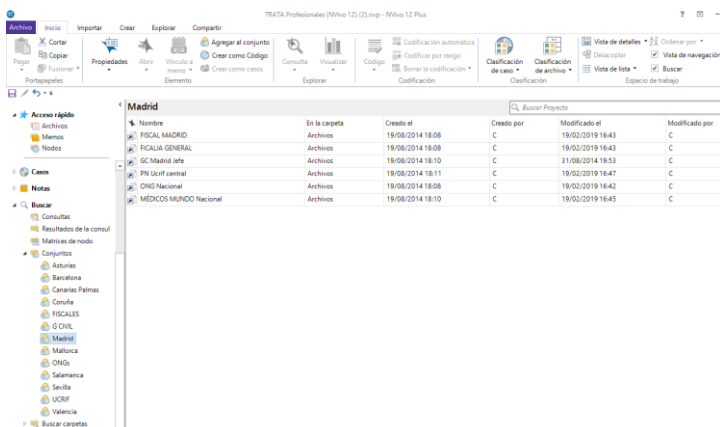 TRATA Profesionales (NVivo 12) (2).nvp - NVivo 12 Plus
Archivo Inicio Importar Crear Explorar Compartir
Pegar
Cortar
Copiar
Fusionar
Portapapeles
Propiedades
Abrir
Vínculo a memo
Agregar al conjunto
Crear como Código
Crear como casos
Elemento
Consulta
Visualizar
Explorar
Código
Codificación automática
Codificar por rango
Borrar le codificación
Codificación
Clasificación de caso
Clasificación de archivo
Clasificación
Vista de detalles
Ordenar por
Desacoplar
Vista de navegación
Vista de lista
Buscar
Espacio de trabajo
Acceso rápido
Archivos
Memos
Nodos
Casos
Notas
Buscar
Consultas
Resultados de la consul
Matrices de nodo
Conjuntos
Asturias
Barcelona
Canarias Palmas
Coruña
FISCALES
G CIVIL
Madrid
Mallorca
ONGs
Salamanca
Sevilla
UCRIF
Valencia
Buscar carpetas
Madrid
Buscar Proyecto
Nombre En la carpeta Creado el Creado por Modificado el Modificado por
FISCAL MADRID Archivos 19/08/2014 18:08 C 19/02/2019 16:43 C
FICALIA GENERAL Archivos 19/08/2014 18:08 C 19/02/2019 16:43 C
GC Madrid Jefe Archivos 19/08/2014 18:10 C 31/08/2014 19:53 C
PN Ucrif central Archivos 19/08/2014 18:11 C 19/02/2019 16:47 C
ONG Nacional Archivos 19/08/2014 18:08 C 19/02/2019 16:42 C
MÉDICOS MUNDO Nacional Archivos 19/08/2014 18:10 C 19/02/2019 16:45 C